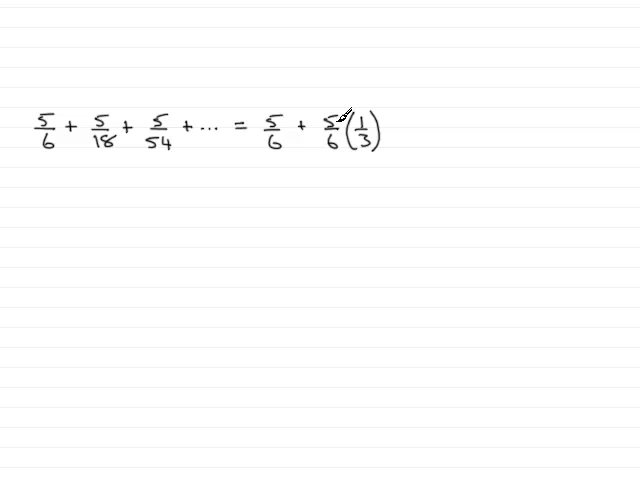 5/6 + 5/18 + 5/54 + ... = 5/6 + 5/6 (1/3)